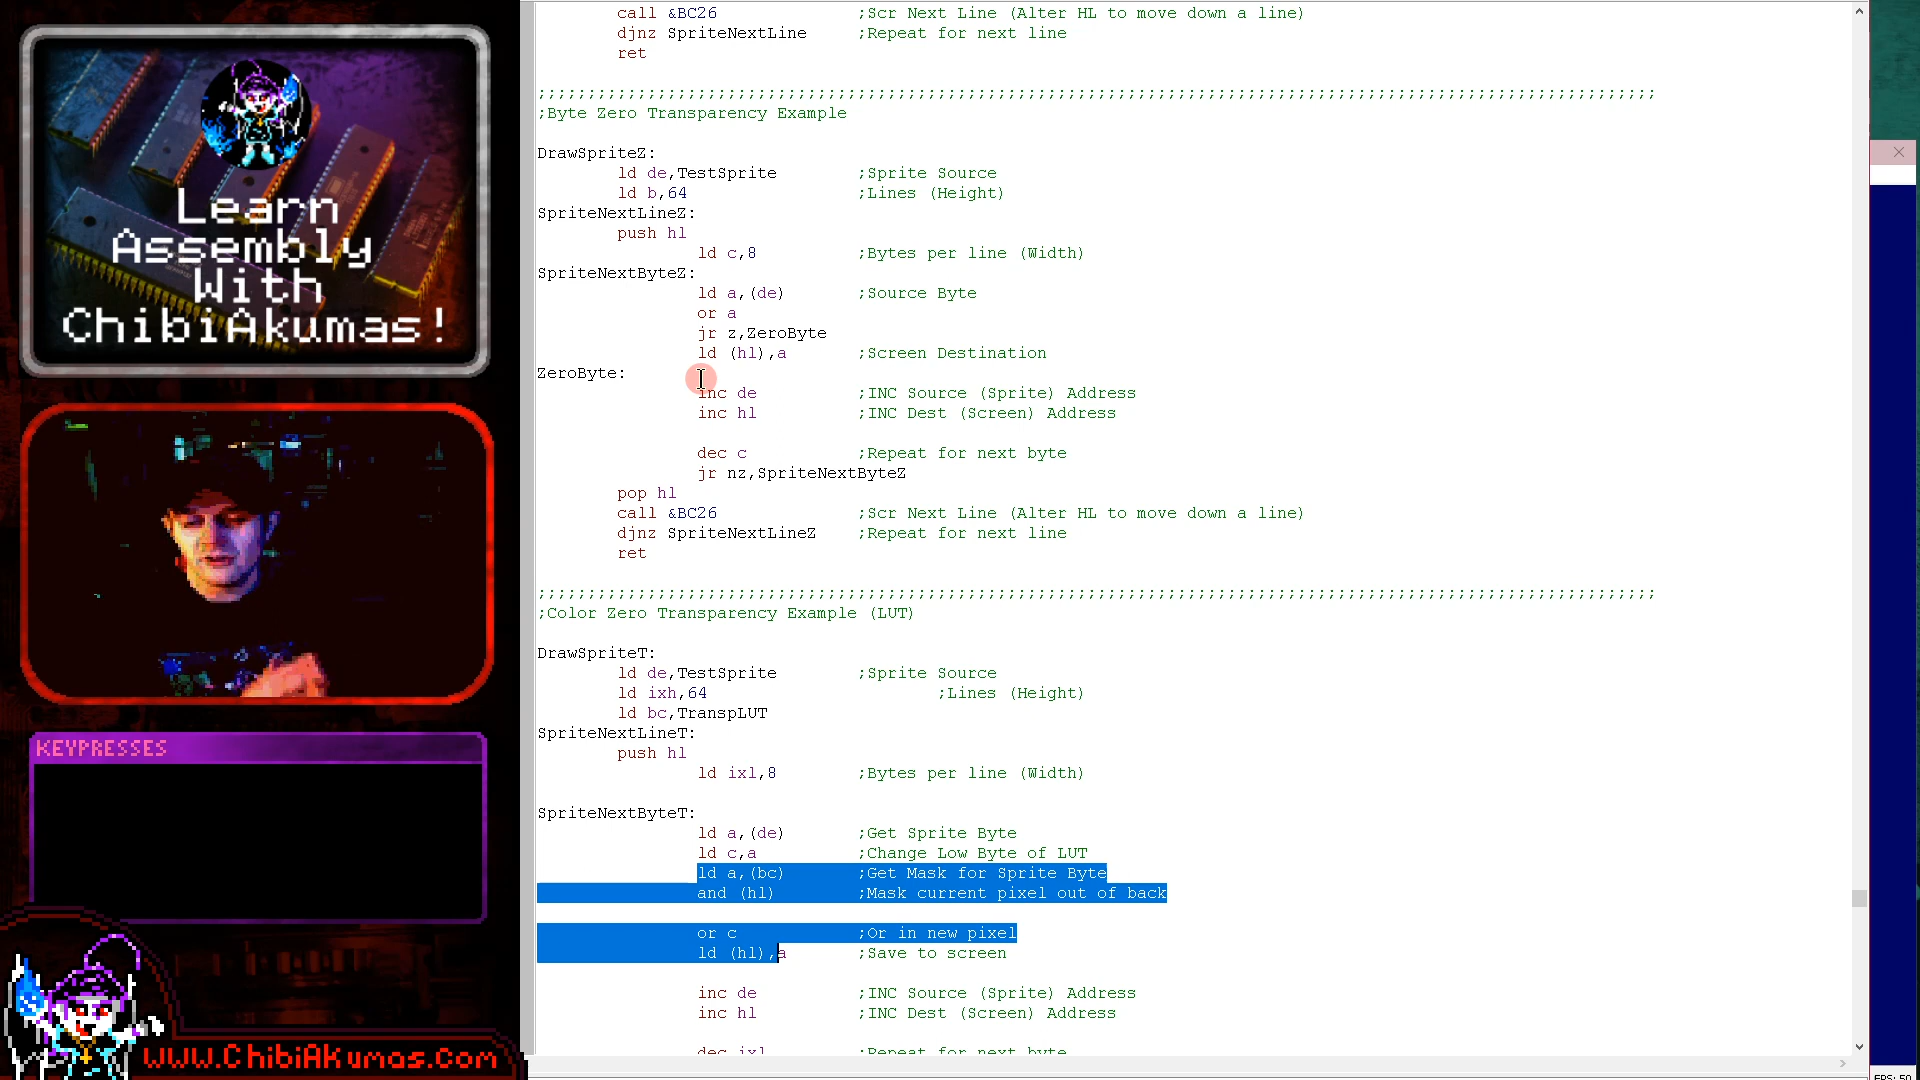 Learn
Assembly
With
ChibiAkumas!
KEYPRESSES
www.ChibiAkumas.com
call &BC26 ;Scr Next Line (Alter HL to move down a line)
djnz SpriteNextLine ;Repeat for next line
ret
;;;;;;;;;;;;;;;;;;;;;;;;;;;;;;;;;;;;;;;;;;;;;;;;;;;;;;;;;;;;;;;;;;;;;;;;;;;;;;;;;;;;;;;;;;;;;;;;;;;;;;;;;;;;;;;;
;Byte Zero Transparency Example
DrawSpriteZ:
ld de,TestSprite ;Sprite Source
ld b,64 ;Lines (Height)
SpriteNextLineZ:
push hl
ld c,8 ;Bytes per line (Width)
SpriteNextByteZ:
ld a,(de) ;Source Byte
or a
jr z,ZeroByte
ld (hl),a ;Screen Destination
ZeroByte:
inc de ;INC Source (Sprite) Address
inc hl ;INC Dest (Screen) Address
dec c ;Repeat for next byte
jr nz,SpriteNextByteZ
pop hl
call &BC26 ;Scr Next Line (Alter HL to move down a line)
djnz SpriteNextLineZ ;Repeat for next line
ret
;;;;;;;;;;;;;;;;;;;;;;;;;;;;;;;;;;;;;;;;;;;;;;;;;;;;;;;;;;;;;;;;;;;;;;;;;;;;;;;;;;;;;;;;;;;;;;;;;;;;;;;;;;;;;;;;
;Color Zero Transparency Example (LUT)
DrawSpriteT:
ld de,TestSprite ;Sprite Source
ld ixh,64 ;Lines (Height)
ld bc,TranspLUT
SpriteNextLineT:
push hl
ld ixl,8 ;Bytes per line (Width)
SpriteNextByteT:
ld a,(de) ;Get Sprite Byte
ld c,a ;Change Low Byte of LUT
ld a,(bc) ;Get Mask for Sprite Byte
and (hl) ;Mask current pixel out of back
or c ;Or in new pixel
ld (hl),a ;Save to screen
inc de ;INC Source (Sprite) Address
inc hl ;INC Dest (Screen) Address
dec ixl ;Repeat for next byte
FPS: 50